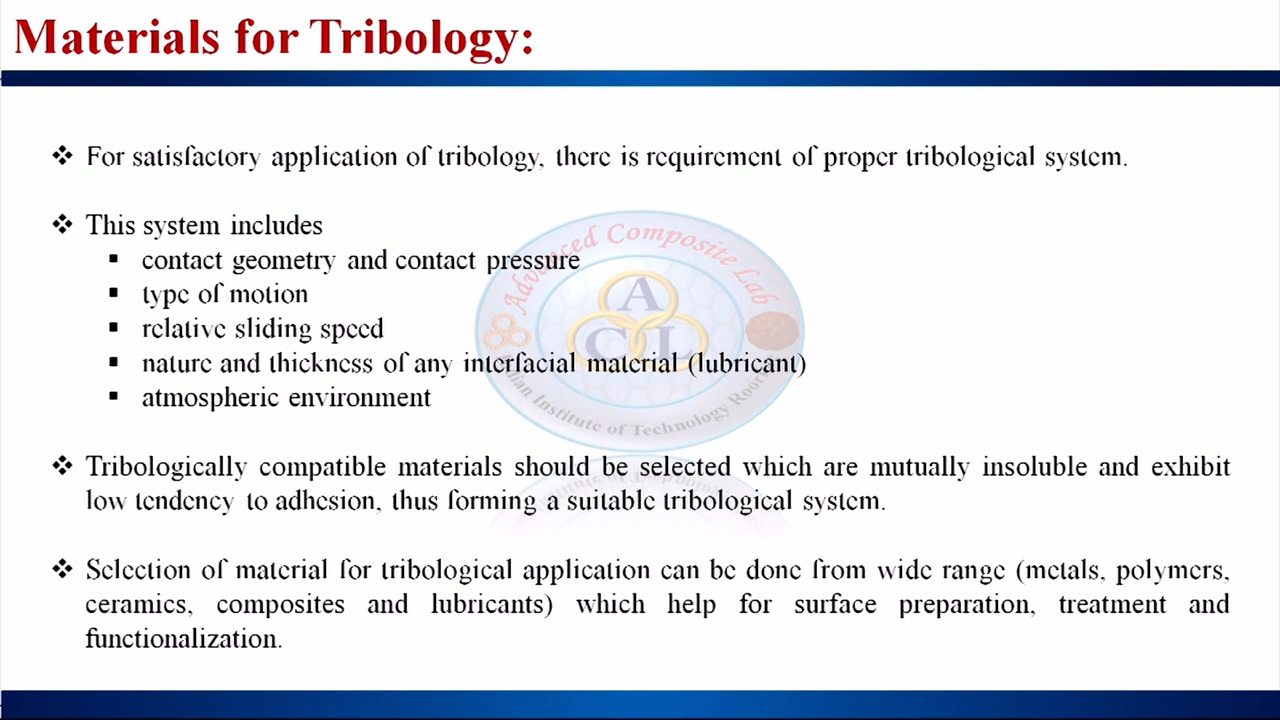 Materials for Tribology:
❖ For satisfactory application of tribology, there is requirement of proper tribological system.
❖ This system includes
▪ contact geometry and contact pressure
▪ type of motion
▪ relative sliding speed
▪ nature and thickness of any interfacial material (lubricant)
▪ atmospheric environment
❖ Tribologically compatible materials should be selected which are mutually insoluble and exhibit
low tendency to adhesion, thus forming a suitable tribological system.
❖ Selection of material for tribological application can be done from wide range (metals, polymers,
ceramics, composites and lubricants) which help for surface preparation, treatment and
functionalization.
Advanced Composite Lab
A
C L
Indian Institute of Technology